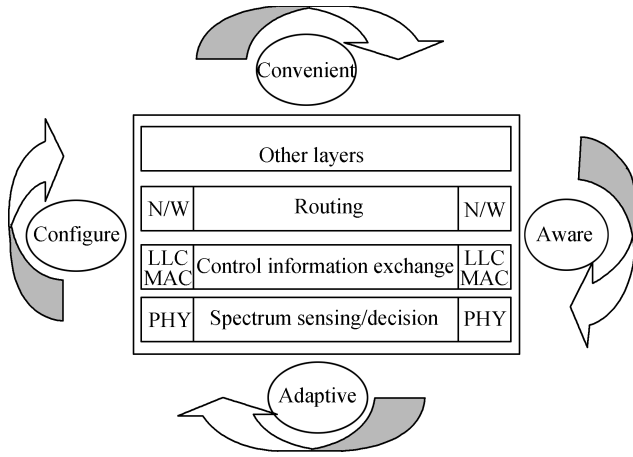 Convenient
Other layers
N/W Routing N/W
Configure
Aware
LLC
MAC
Control information exchange
LLC
MAC
PHY Spectrum sensing/decision PHY
Adaptive